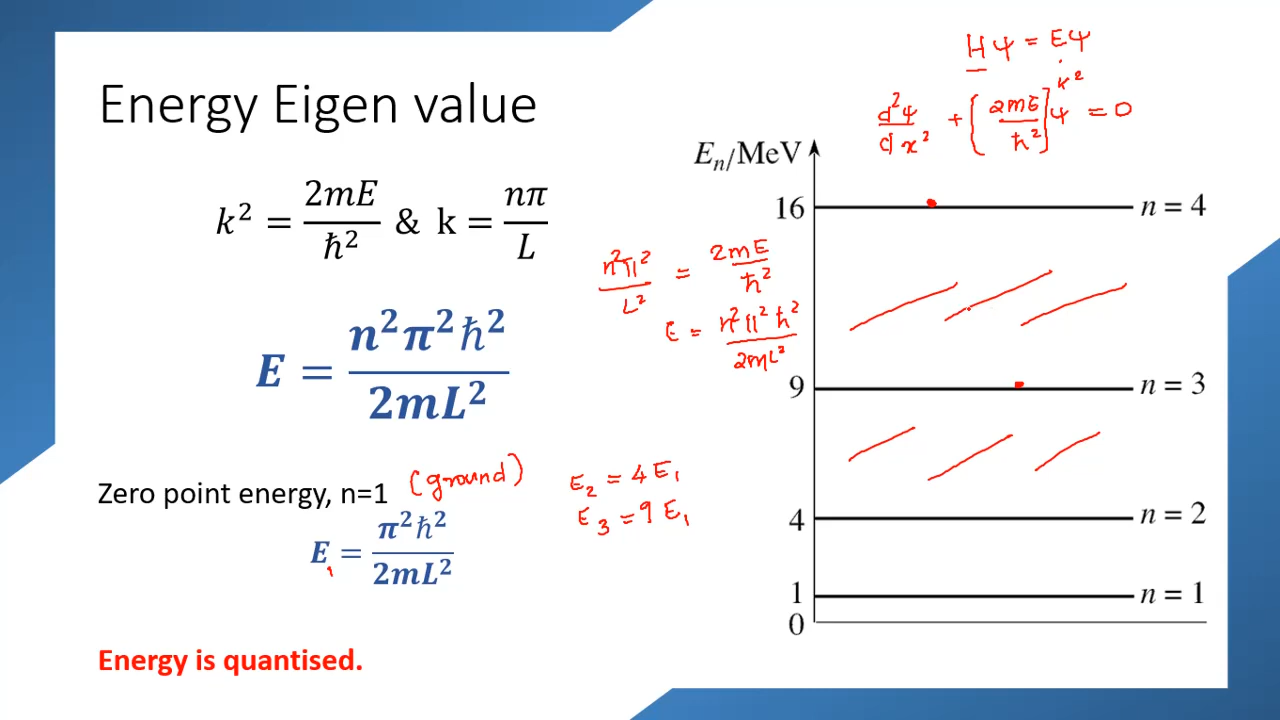 Energy Eigen value
k² = 2mE/ℏ² & k = nπ/L
E = n²π²ℏ²/2mL²
Zero point energy, n=1 (ground)
E₁ = π²ℏ²/2mL²
Energy is quantised.
n²π²/L² = 2mE/ℏ²
E = n²π²ℏ²/2mL²
E₂ = 4E₁
E₃ = 9E₁
Hψ = Eψ
k²
d²ψ/dx² + [2mE/ℏ²]ψ = 0
Eₙ/MeV
16 n = 4
9 n = 3
4 n = 2
1 n = 1
0